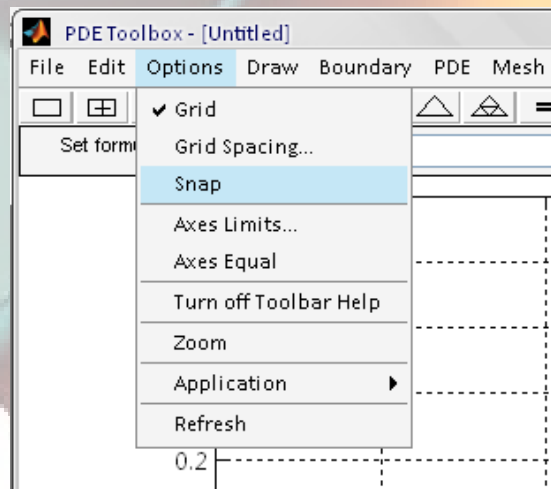 PDE Toolbox - [Untitled]
File Edit Options Draw Boundary PDE Mesh
Grid
Set form
Grid Spacing...
Snap
Axes Limits...
Axes Equal
Turn off Toolbar Help
Zoom
Application
Refresh
0.2